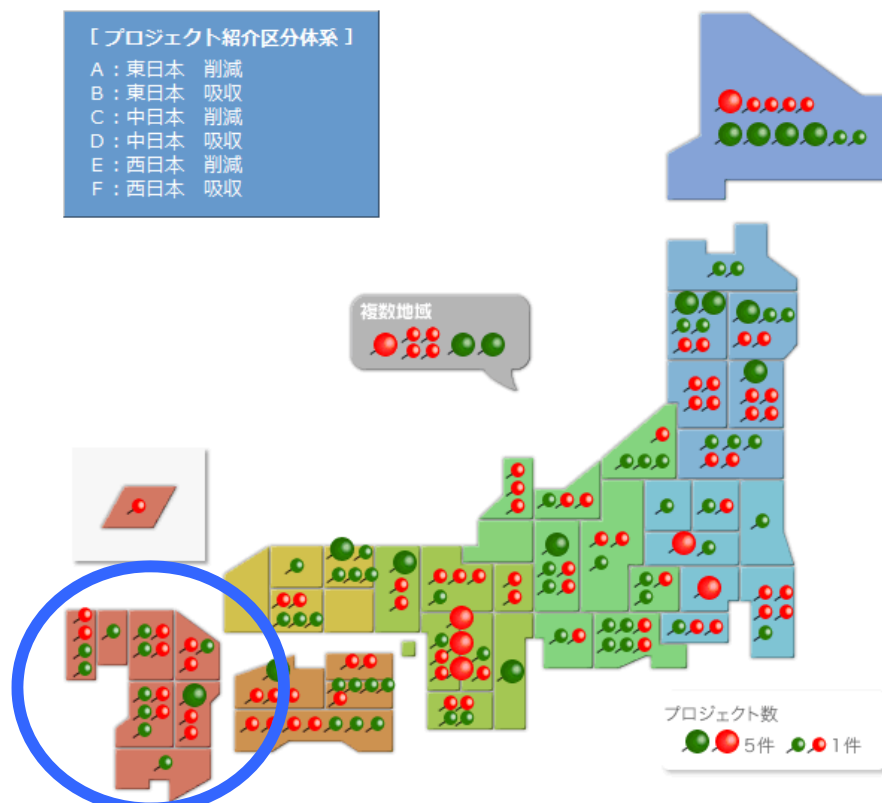 [ プロジェクト紹介区分体系 ]
A：東日本　削減
B：東日本　吸収
C：中日本　削減
D：中日本　吸収
E：西日本　削減
F：西日本　吸収
複数地域
プロジェクト数
5件 1件